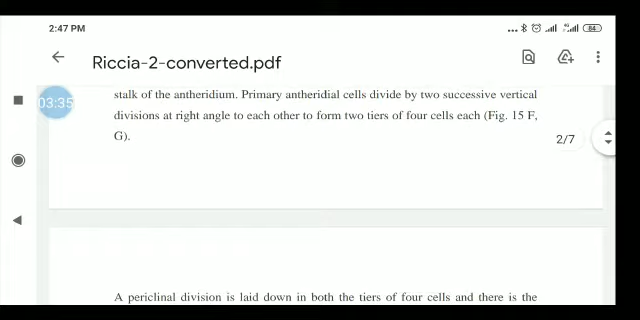 2:47 PM
84
Riccia-2-converted.pdf
03:35
stalk of the antheridium. Primary antheridial cells divide by two successive vertical
divisions at right angle to each other to form two tiers of four cells each (Fig. 15 F,
G).
2/7
A periclinal division is laid down in both the tiers of four cells and there is the